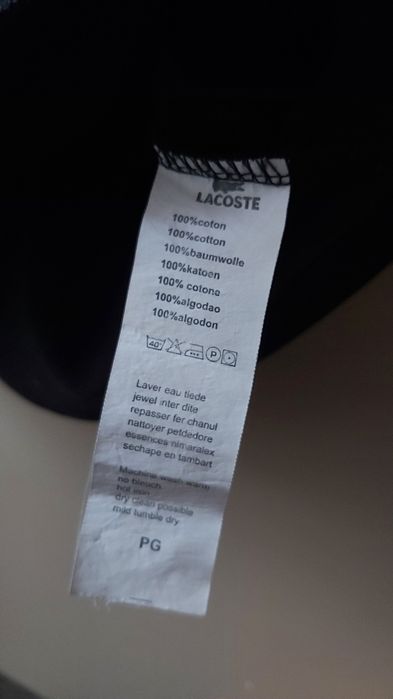 LACOSTE
100%coton
100%cotton
100%baumwolle
100%katoen
100% cotone
100%algodao
100%algodon
40°
P
Laver eau tiede
jewel inter dite
repasser fer chanul
nattoyer petdedore
essences nimaralex
sechape en tambart
Machine wash warm
no bleuch
hot iron
dry clean possible
mild tumble dry
PG